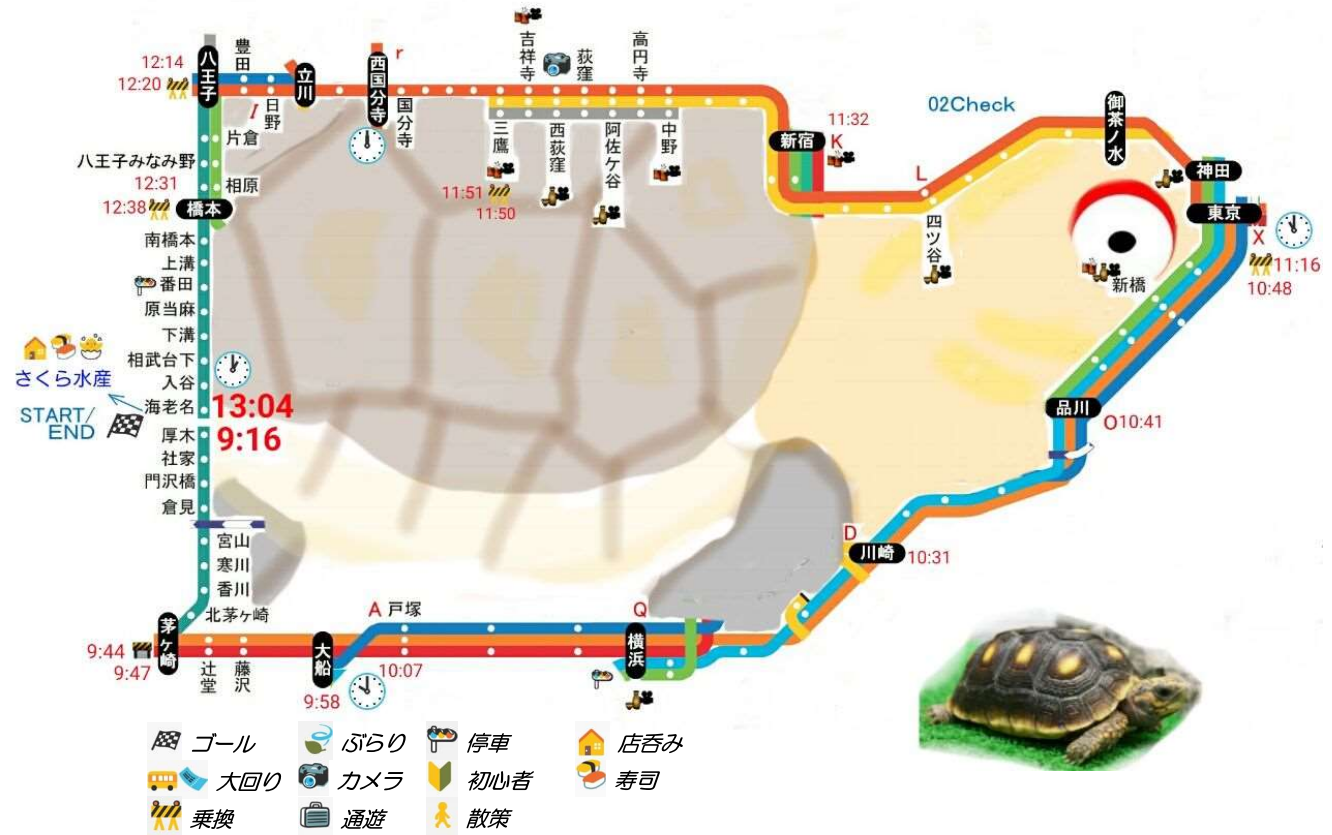 吉祥寺
荻窪
高円寺
r
豊田
12:14
12:20
八王子
立川
西国分寺
I
日野
国分寺
三鷹
西荻窪
阿佐ケ谷
中野
新宿
11:32
K
02Check
御茶ノ水
L
四ツ谷
神田
東京
X
11:16
10:48
新橋
片倉
八王子みなみ野
12:31
相原
12:38
橋本
11:51
11:50
南橋本
上溝
番田
原当麻
下溝
相武台下
入谷
さくら水産
海老名
13:04
START/
END
厚木
9:16
社家
門沢橋
倉見
宮山
寒川
香川
北茅ヶ崎
品川
O10:41
D
川崎
10:31
A 戸塚
Q
9:44
9:47
茅ヶ崎
辻堂
藤沢
大船
9:58
10:07
横浜
ゴール
ぶらり
停車
店呑み
大回り
カメラ
初心者
寿司
乗換
通遊
散策